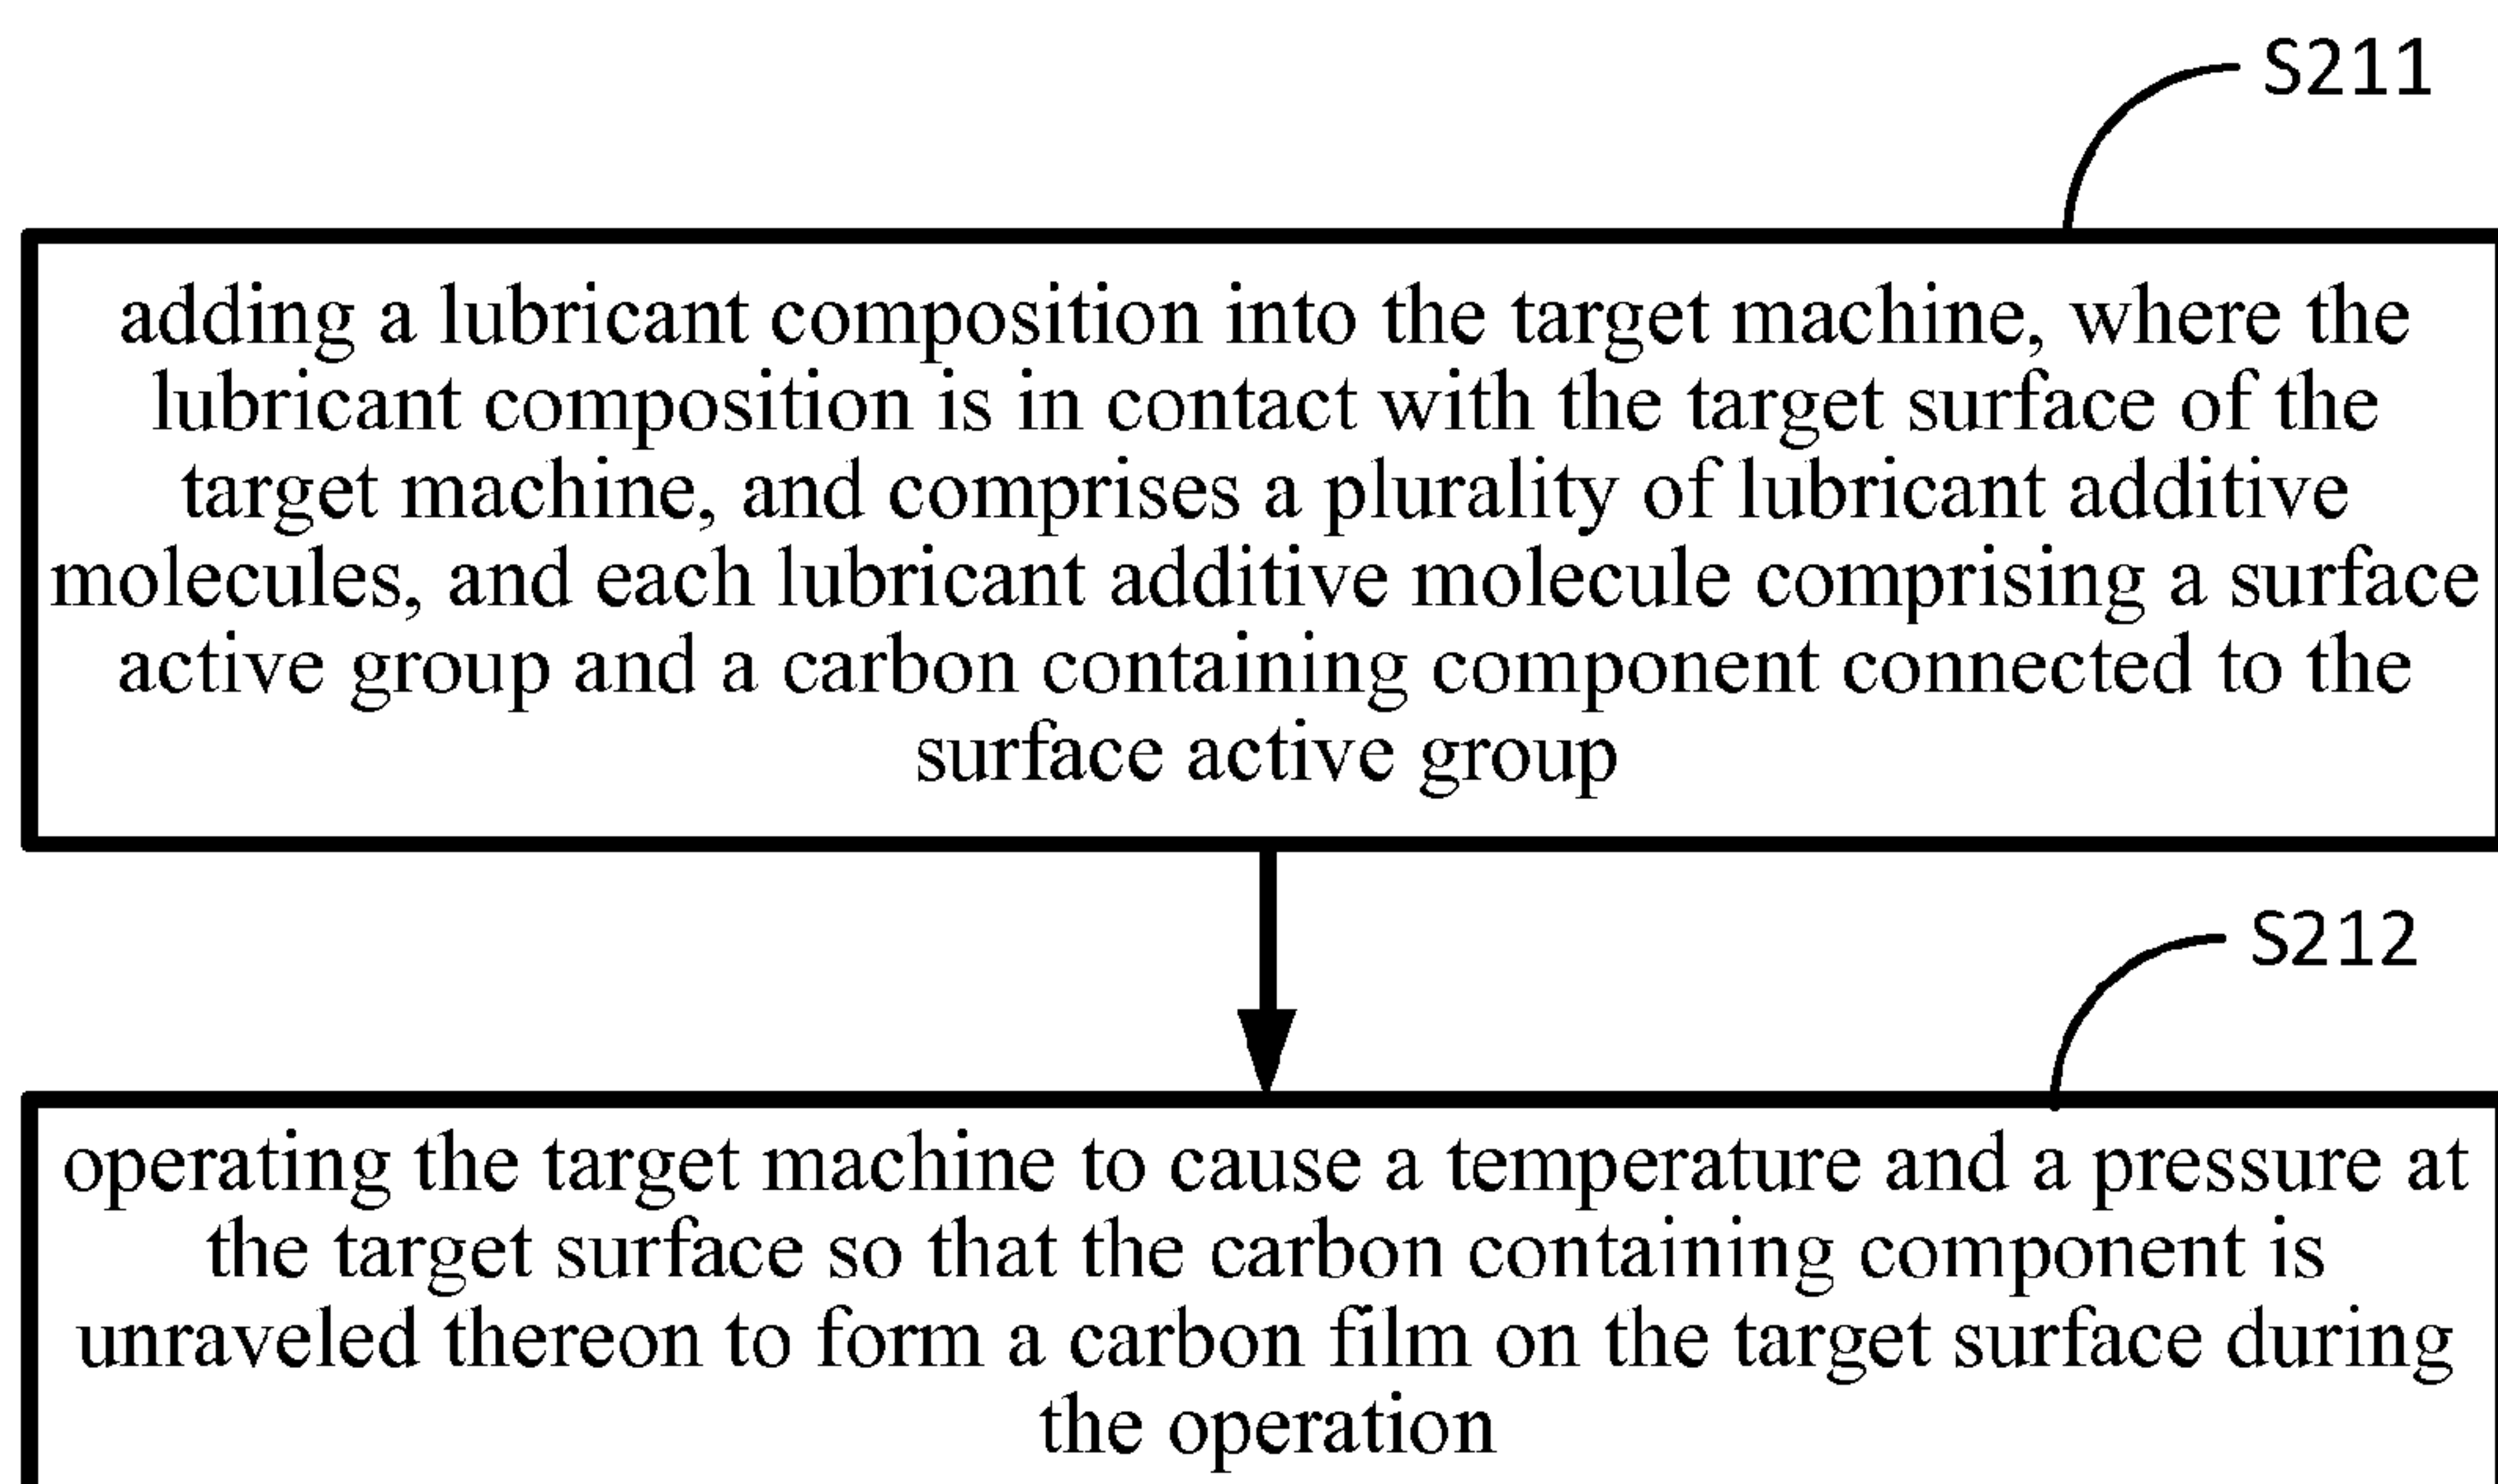 S211
adding a lubricant composition into the target machine, where the
lubricant composition is in contact with the target surface of the
target machine, and comprises a plurality of lubricant additive
molecules, and each lubricant additive molecule comprising a surface
active group and a carbon containing component connected to the
surface active group
S212
operating the target machine to cause a temperature and a pressure at
the target surface so that the carbon containing component is
unraveled thereon to form a carbon film on the target surface during
the operation